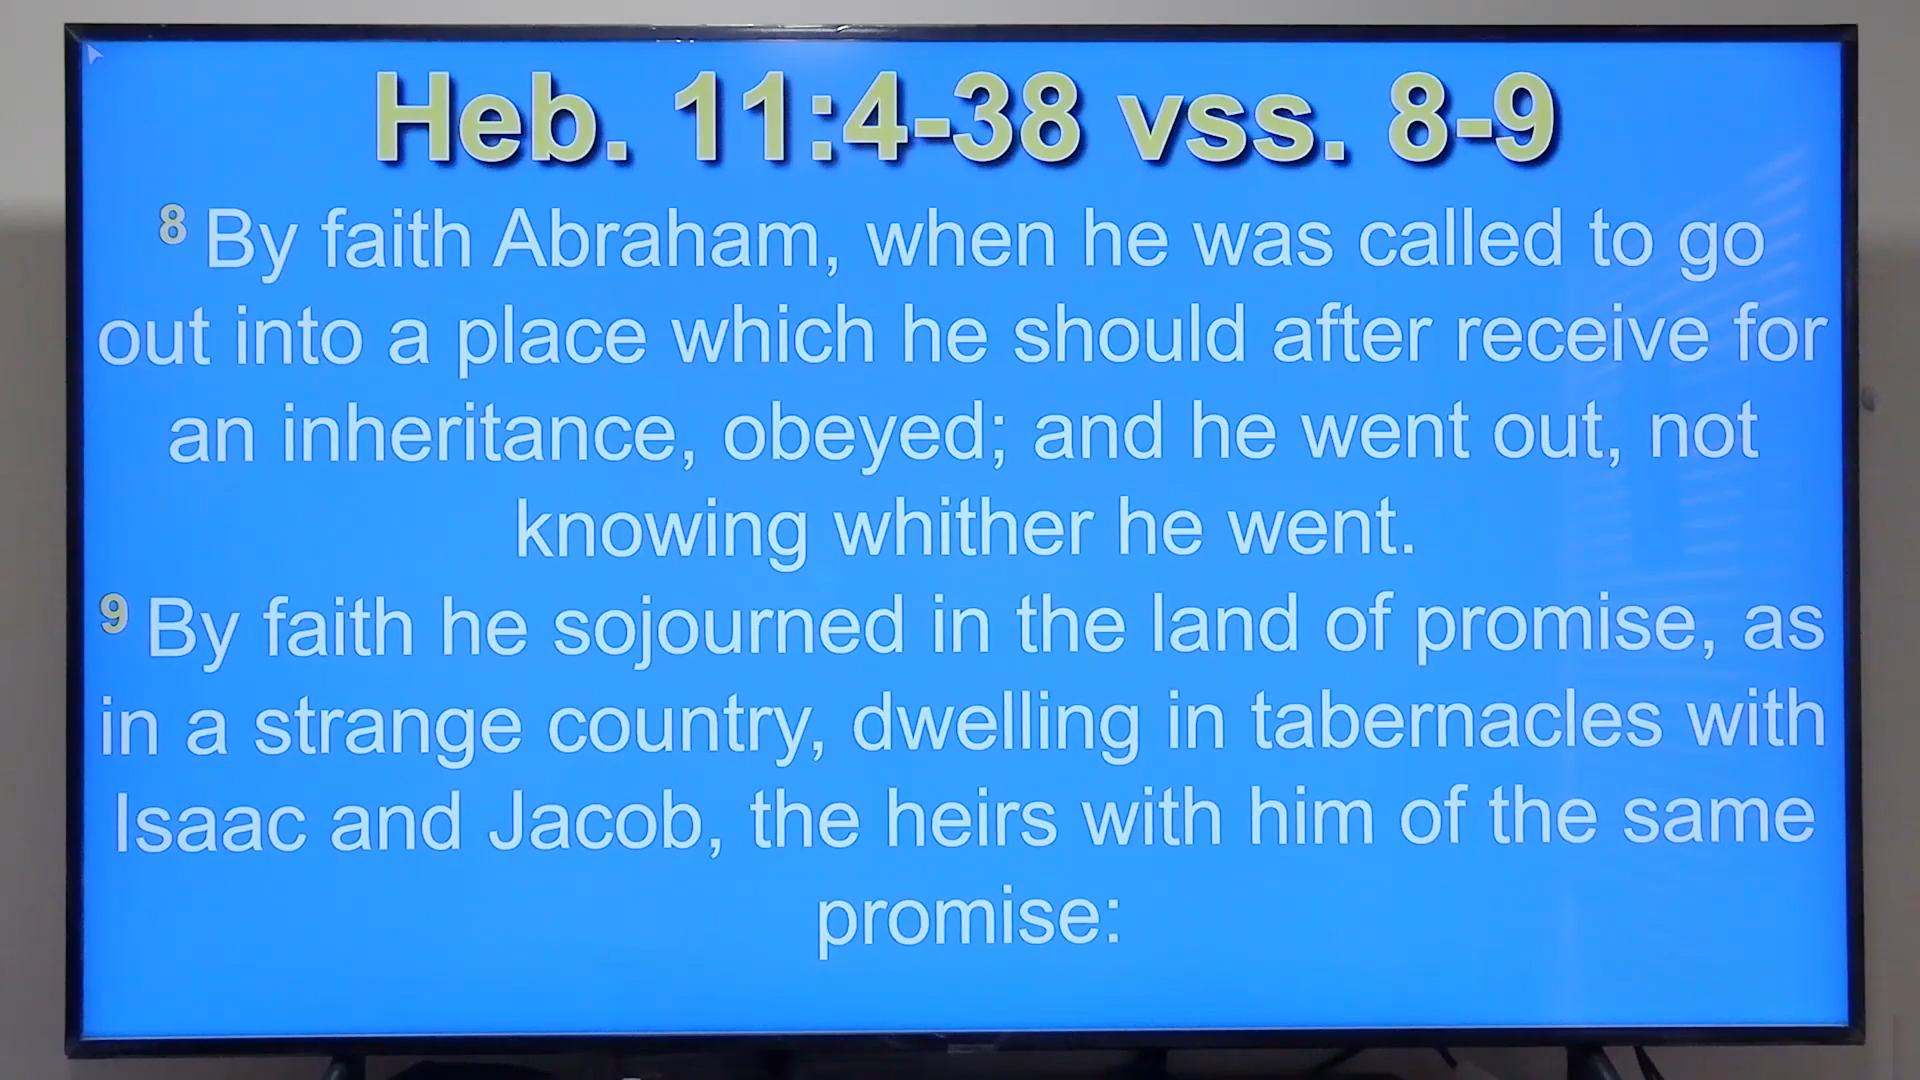 Heb. 11:4-38 vss. 8-9
8 By faith Abraham, when he was called to go
out into a place which he should after receive for
an inheritance, obeyed; and he went out, not
knowing whither he went.
9 By faith he sojourned in the land of promise, as
in a strange country, dwelling in tabernacles with
Isaac and Jacob, the heirs with him of the same
promise: